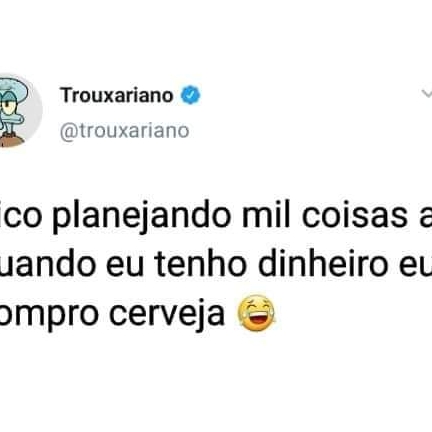 Trouxariano
@trouxariano
ico planejando mil coisas a
uando eu tenho dinheiro eu
ompro cerveja 😂